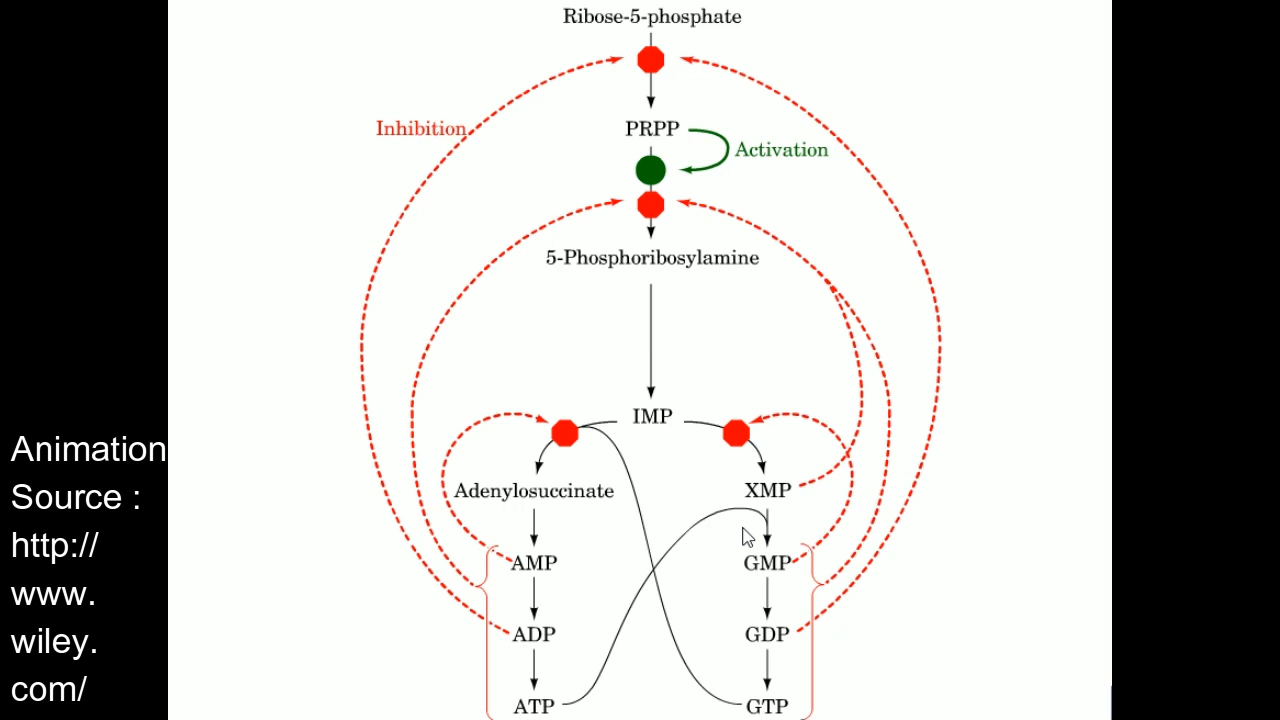 Ribose-5-phosphate
Inhibition
PRPP
Activation
5-Phosphoribosylamine
IMP
Adenylosuccinate XMP
AMP GMP
ADP GDP
ATP GTP
Animation
Source :
http://
www.
wiley.
com/